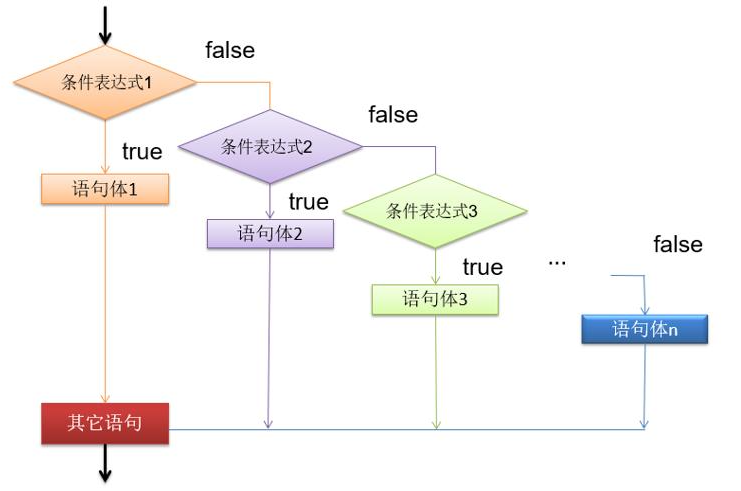 false
条件表达式1
false
true
条件表达式2
语句体1
true
条件表达式3
语句体2
false
...
true
语句体3
语句体n
其它语句